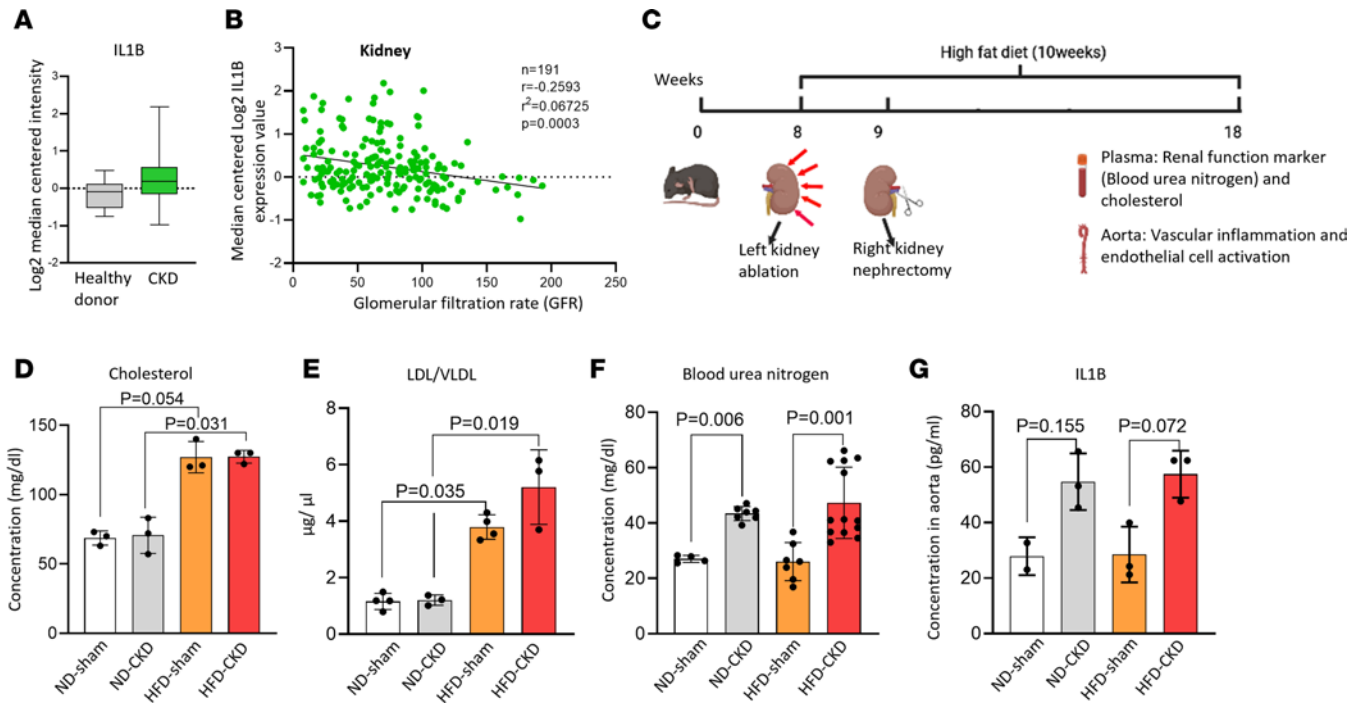 A
IL1B
Log2 median centered intensity
3
2
1
0
-1
-2
Healthy
donor
CKD
B
Kidney
n=191
r=-0.2593
r²=0.06725
p=0.0003
Median centered Log2 IL1B
expression value
3
2
1
0
-1
-2
0
50
100
150
200
250
Glomerular filtration rate (GFR)
C
High fat diet (10weeks)
Weeks
0
8
9
18
Left kidney
ablation
Right kidney
nephrectomy
Plasma: Renal function marker
(Blood urea nitrogen) and
cholesterol
Aorta: Vascular inflammation and
endothelial cell activation
D
Cholesterol
P=0.054
P=0.031
Concentration (mg/dl)
150
100
50
0
ND-sham
ND-CKD
HFD-sham
HFD-CKD
E
LDL/VLDL
P=0.019
P=0.035
µg/ µl
8
6
4
2
0
ND-sham
ND-CKD
HFD-sham
HFD-CKD
F
Blood urea nitrogen
P=0.006
P=0.001
Concentration (mg/dl)
80
60
40
20
0
ND-sham
ND-CKD
HFD-sham
HFD-CKD
G
IL1B
P=0.155
P=0.072
Concentration in aorta (pg/ml)
80
60
40
20
0
ND-sham
ND-CKD
HFD-sham
HFD-CKD